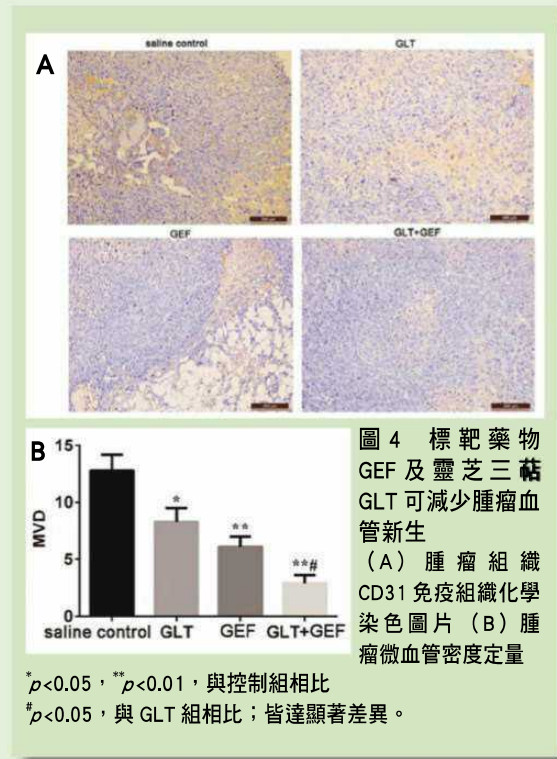 A
saline control
GLT
GEF
GLT+GEF
B
MVD
15
10
5
0
saline control GLT GEF GLT+GEF
*
**
**#
圖 4 標靶藥物
GEF 及靈芝三萜
GLT 可減少腫瘤血
管新生
（A）腫瘤組織
CD31 免疫組織化學
染色圖片（B）腫
瘤微血管密度定量
*p<0.05，**p<0.01，與控制組相比
#p<0.05，與 GLT 組相比；皆達顯著差異。